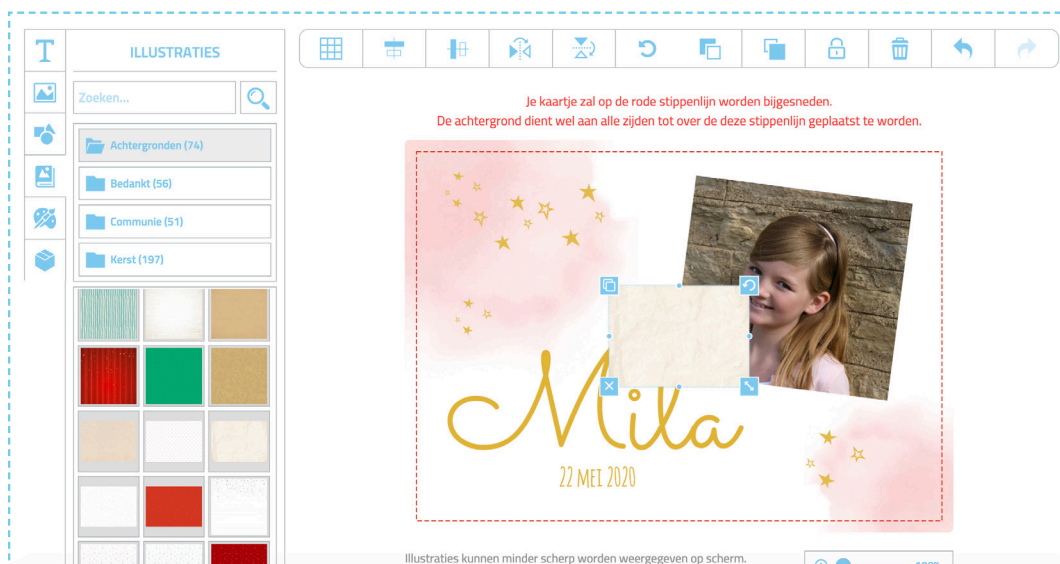 T
ILLUSTRATIES
Zoeken...
Achtergronden (74)
Bedankt (56)
Communie (51)
Kerst (197)
Je kaartje zal op de rode stippenlijn worden bijgesneden.
De achtergrond dient wel aan alle zijden tot over de deze stippenlijn geplaatst te worden.
Mila
22 MEI 2020
Illustraties kunnen minder scherp worden weergegeven op scherm.